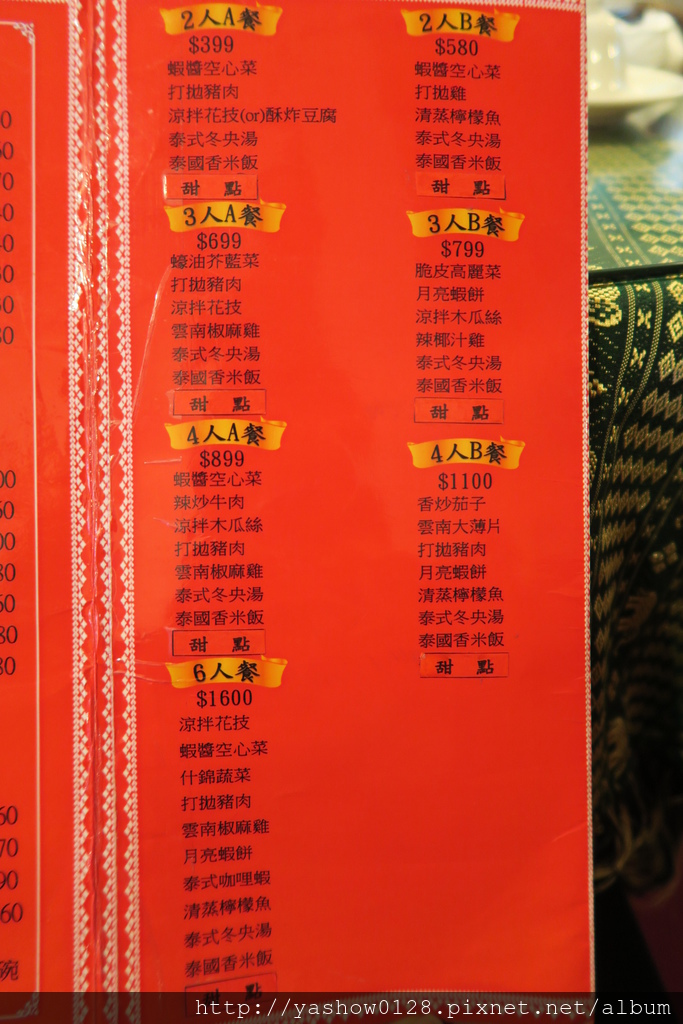 2人A餐
$399
蝦醬空心菜
打拋豬肉
涼拌花技(or)酥炸豆腐
泰式冬央湯
泰國香米飯
甜 點
3人A餐
$699
蠔油芥藍菜
打拋豬肉
涼拌花技
雲南椒麻雞
泰式冬央湯
泰國香米飯
甜 點
4人A餐
$899
蝦醬空心菜
辣炒牛肉
涼拌木瓜絲
打拋豬肉
雲南椒麻雞
泰式冬央湯
泰國香米飯
甜 點
6人餐
$1600
涼拌花技
蝦醬空心菜
什錦蔬菜
打拋豬肉
雲南椒麻雞
月亮蝦餅
泰式咖哩蝦
清蒸檸檬魚
泰式冬央湯
泰國香米飯
甜 點
2人B餐
$580
蝦醬空心菜
打拋雞
清蒸檸檬魚
泰式冬央湯
泰國香米飯
甜 點
3人B餐
$799
脆皮高麗菜
月亮蝦餅
涼拌木瓜絲
辣椰汁雞
泰式冬央湯
泰國香米飯
甜 點
4人B餐
$1100
香炒茄子
雲南大薄片
打拋豬肉
月亮蝦餅
清蒸檸檬魚
泰式冬央湯
泰國香米飯
甜 點
http://yashow0128.pixnet.net/album